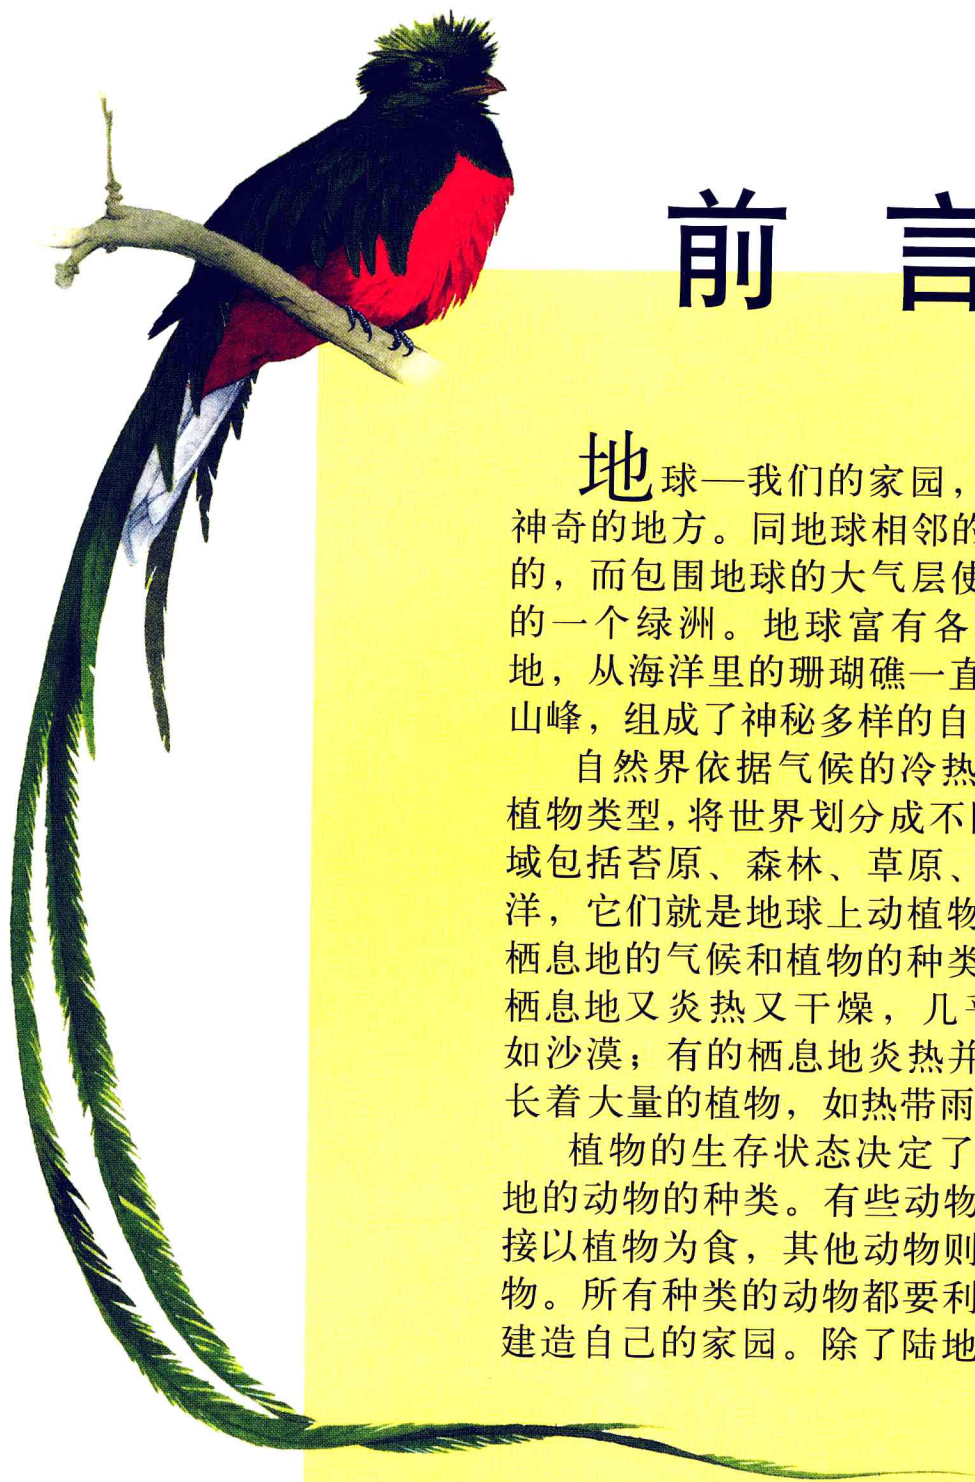 前 言
地球—我们的家园，
神奇的地方。同地球相邻的
的，而包围地球的大气层使
的一个绿洲。地球富有各
地，从海洋里的珊瑚礁一直
山峰，组成了神秘多样的自
自然界依据气候的冷热
植物类型，将世界划分成不
域包括苔原、森林、草原、
洋，它们就是地球上动植物
栖息地的气候和植物的种类
栖息地又炎热又干燥，几
如沙漠；有的栖息地炎热并
长着大量的植物，如热带雨
植物的生存状态决定了
地的动物的种类。有些动物
接以植物为食，其他动物则
物。所有种类的动物都要利
建造自己的家园。除了陆地